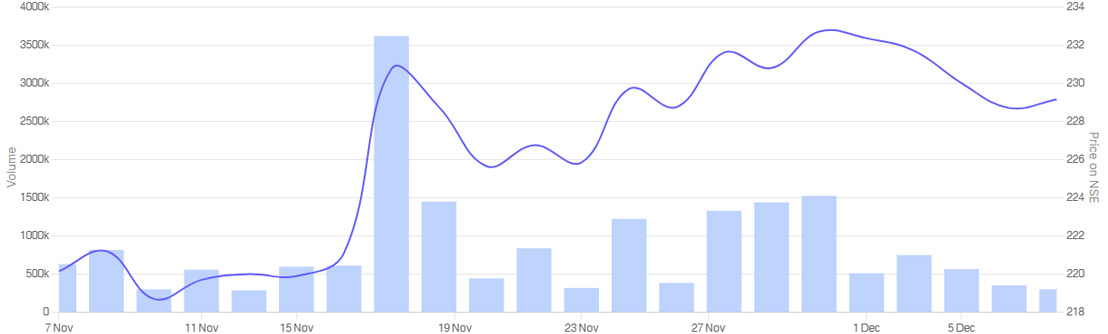 4000k
3500k
3000k
2500k
2000k
1500k
1000k
500k
0
Volume
234
232
230
228
226
224
222
220
218
Price on NSE
7 Nov
11 Nov
15 Nov
19 Nov
23 Nov
27 Nov
1 Dec
5 Dec